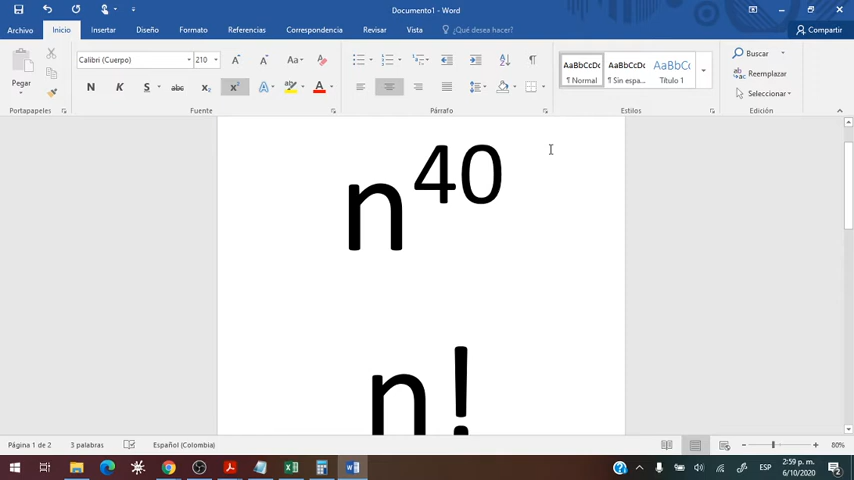 Documento1 - Word
Archivo Inicio Insertar Diseño Formato Referencias Correspondencia Revisar Vista ¿Qué desea hacer? Compartir
Pegar
Calibri (Cuerpo) 210 Aa
N K S abc x₂ x² A A
AaBbCcDc AaBbCcDc AaBbCc
¶ Normal ¶ Sin espa... Título 1
Buscar
Reemplazar
Seleccionar
Portapapeles Fuente Párrafo Estilos Edición
n⁴⁰
n!
Página 1 de 2 3 palabras Español (Colombia) 80%
ESP 2:59 p. m.
6/10/2020
2